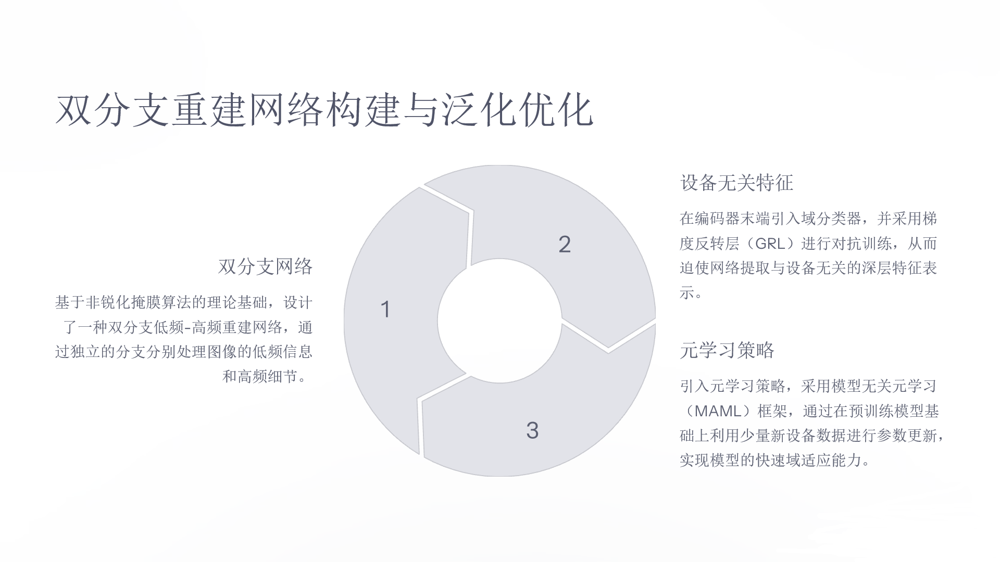 双分支重建网络构建与泛化优化
双分支网络
基于非锐化掩膜算法的理论基础，设计
了一种双分支低频-高频重建网络，通
过独立的分支分别处理图像的低频信息
和高频细节。
1
2
3
设备无关特征
在编码器末端引入域分类器，并采用梯
度反转层（GRL）进行对抗训练，从而
迫使网络提取与设备无关的深层特征表
示。
元学习策略
引入元学习策略，采用模型无关元学习
（MAML）框架，通过在预训练模型基
础上利用少量新设备数据进行参数更新，
实现模型的快速域适应能力。